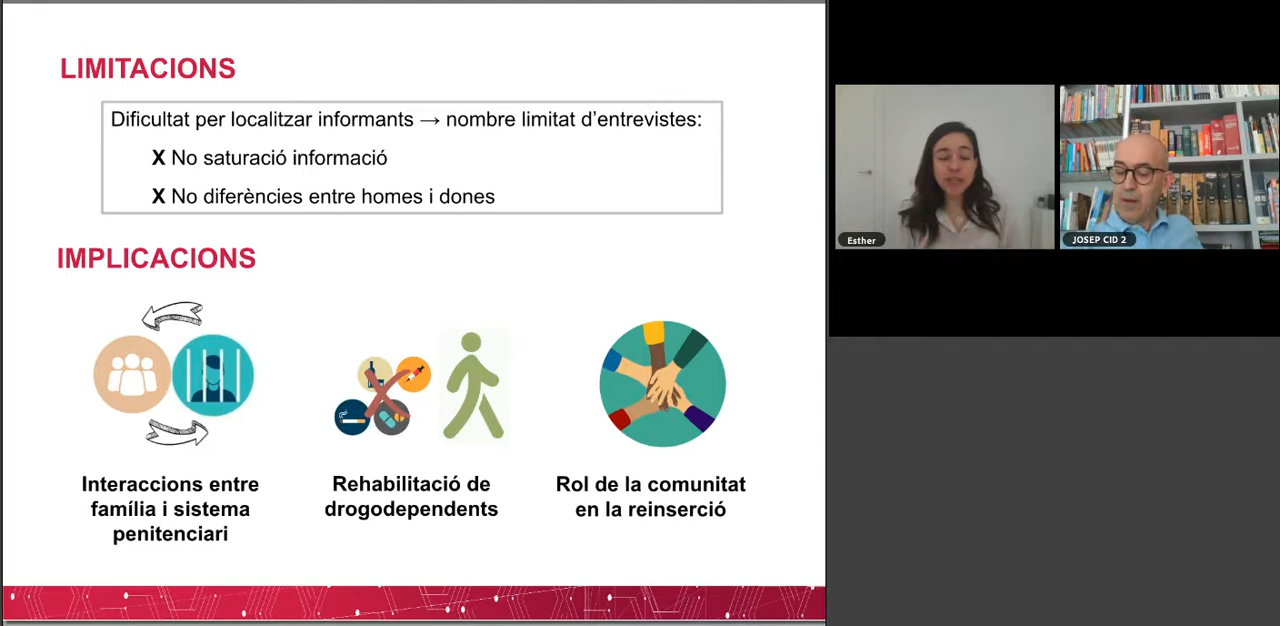 LIMITACIONS
Dificultat per localitzar informants → nombre limitat d'entrevistes:
X No saturació informació
X No diferències entre homes i dones
IMPLICACIONS
Interaccions entre
família i sistema
penitenciari
Rehabilitació de
drogodependents
Rol de la comunitat
en la reinserció
Esther
JOSEP CID 2